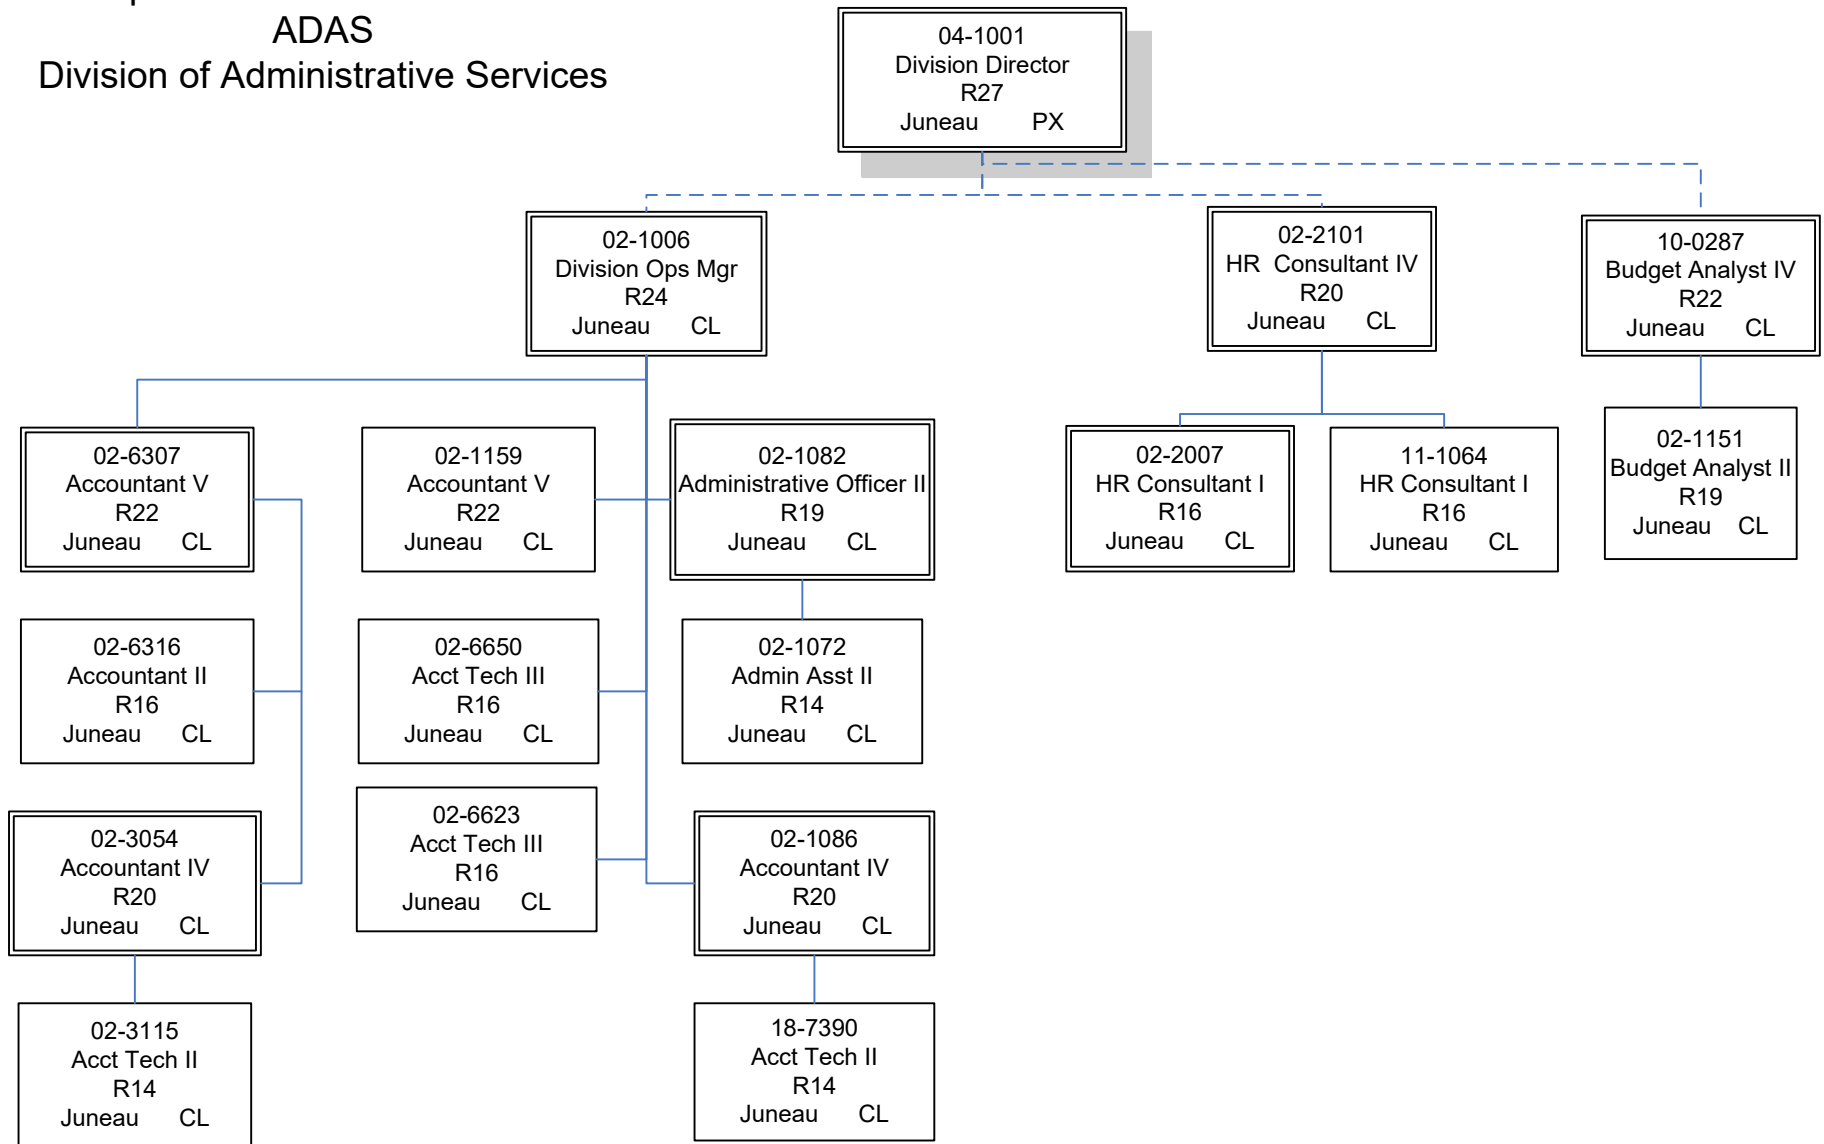 ADAS
Division of Administrative Services
04-1001
Division Director
R27
Juneau PX
02-1006
Division Ops Mgr
R24
Juneau CL
02-2101
HR Consultant IV
R20
Juneau CL
10-0287
Budget Analyst IV
R22
Juneau CL
02-6307
Accountant V
R22
Juneau CL
02-1159
Accountant V
R22
Juneau CL
02-1082
Administrative Officer II
R19
Juneau CL
02-2007
HR Consultant I
R16
Juneau CL
11-1064
HR Consultant I
R16
Juneau CL
02-1151
Budget Analyst II
R19
Juneau CL
02-6316
Accountant II
R16
Juneau CL
02-6650
Acct Tech III
R16
Juneau CL
02-1072
Admin Asst II
R14
Juneau CL
02-3054
Accountant IV
R20
Juneau CL
02-6623
Acct Tech III
R16
Juneau CL
02-1086
Accountant IV
R20
Juneau CL
02-3115
Acct Tech II
R14
Juneau CL
18-7390
Acct Tech II
R14
Juneau CL